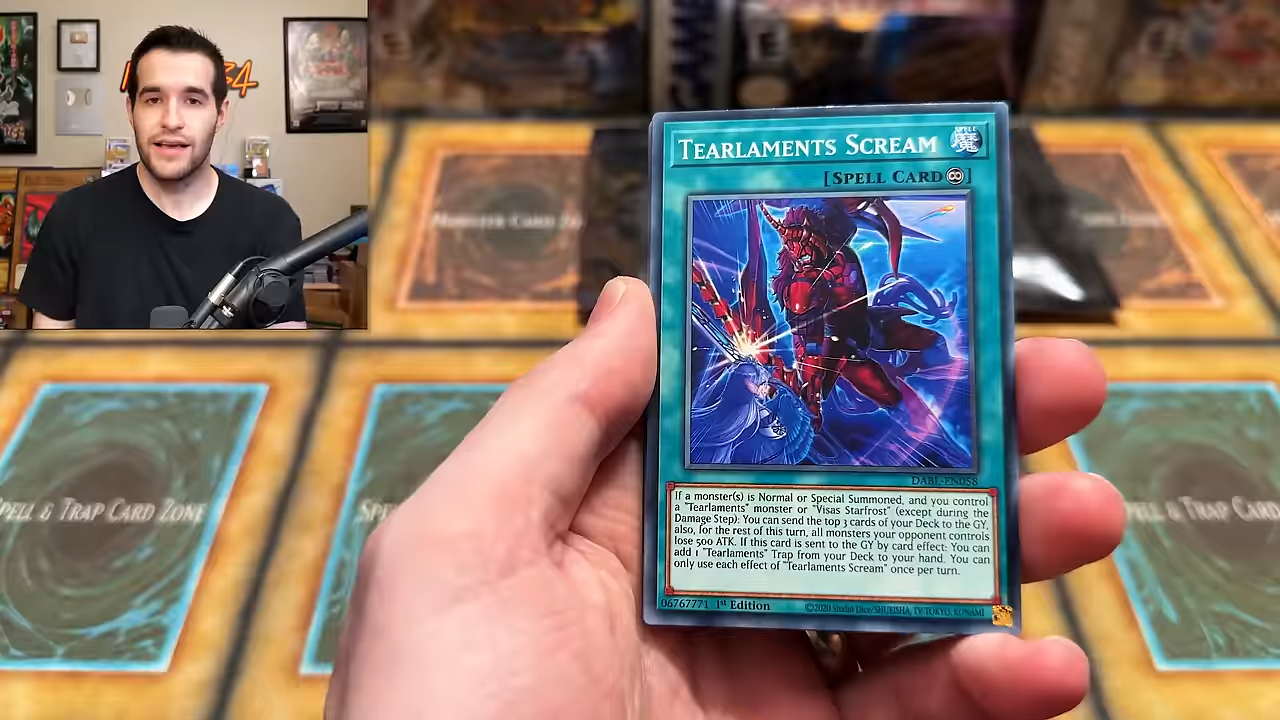 TEARLAMENTS SCREAM
SPELL
魔
[SPELL CARD]
DABL-EN058
If a monster(s) is Normal or Special Summoned, and you control
a "Tearlaments" monster or "Visas Starfrost" (except during the
Damage Step): You can send the top 3 cards of your Deck to the GY,
also, for the rest of this turn, all monsters your opponent controls
lose 500 ATK. If this card is sent to the GY by card effect: You can
add 1 "Tearlaments" Trap from your Deck to your hand. You can
only use each effect of "Tearlaments Scream" once per turn.
06767771 1st Edition
©2020 Studio Dice/SHUEISHA, TV TOKYO, KONAMI
MONSTER CARD
SPELL & TRAP CARD ZONE
SPELL & TRAP CARD